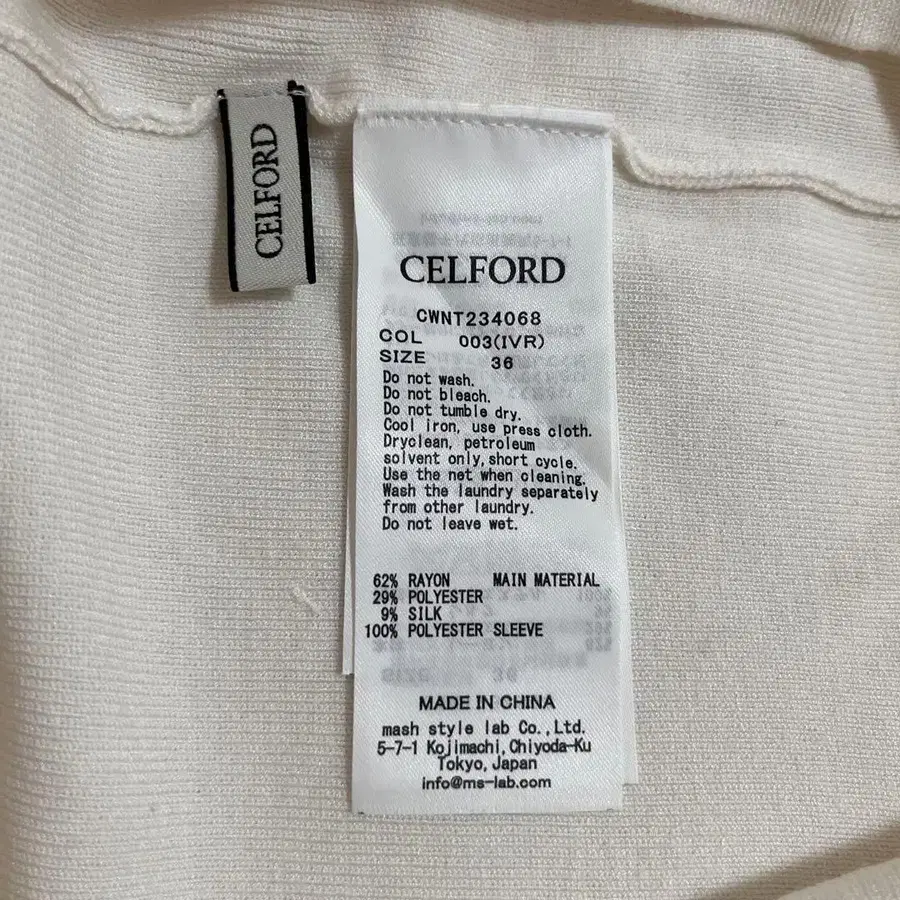 CELFORD
CELFORD
CWNT234068
COL 003(IVR)
SIZE 36
Do not wash.
Do not bleach.
Do not tumble dry.
Cool iron, use press cloth.
Dryclean, petroleum
solvent only, short cycle.
Use the net when cleaning.
Wash the laundry separately
from other laundry.
Do not leave wet.
62% RAYON MAIN MATERIAL
29% POLYESTER
9% SILK
100% POLYESTER SLEEVE
MADE IN CHINA
mash style lab Co.,Ltd.
5-7-1 Kojimachi, Chiyoda-Ku
Tokyo, Japan
info@ms-lab.com